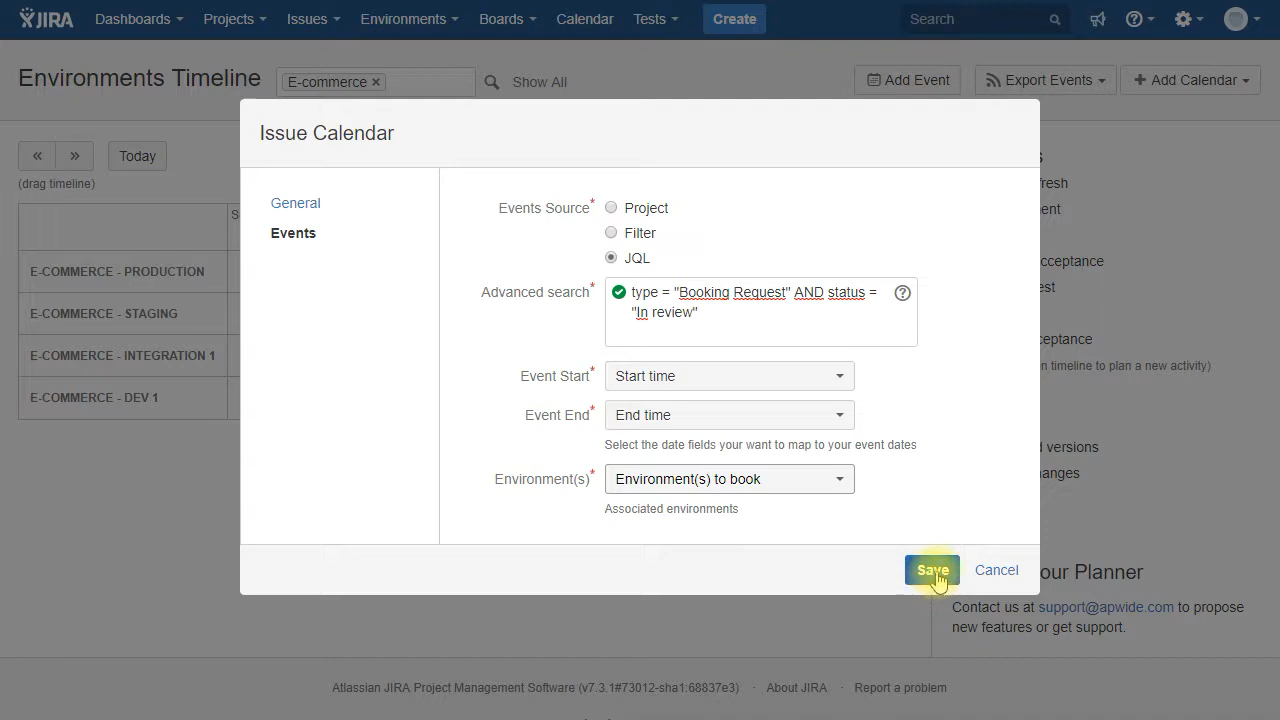 JIRA Dashboards Projects Issues Environments Boards Calendar Tests Create Search
Environments Timeline E-commerce × Show All Add Event Export Events Add Calendar
Issue Calendar
« » Today
(drag timeline)
General
Events
Events Source* Project
Filter
JQL
Advanced search* type = "Booking Request" AND status =
"In review"
Event Start* Start time
Event End* End time
Select the date fields your want to map to your event dates
Environment(s)* Environment(s) to book
Associated environments
Save Cancel
E-COMMERCE - PRODUCTION
E-COMMERCE - STAGING
E-COMMERCE - INTEGRATION 1
E-COMMERCE - DEV 1
fresh
ent
cceptance
est
ceptance
n timeline to plan a new activity)
d versions
anges
our Planner
Contact us at support@apwide.com to propose
new features or get support.
Atlassian JIRA Project Management Software (v7.3.1#73012-sha1:68837e3) · About JIRA · Report a problem